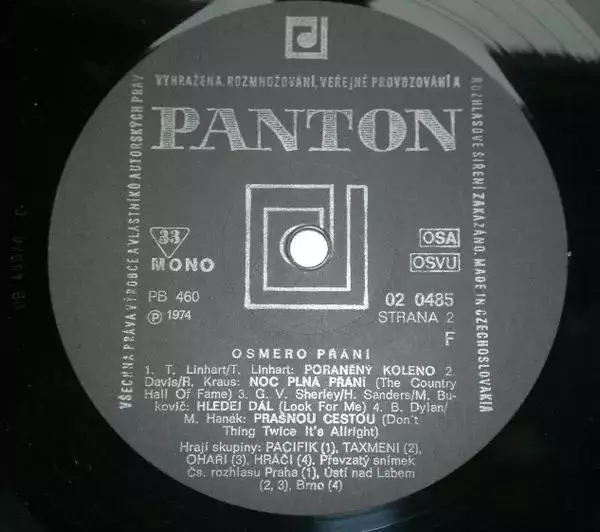 VYHRAŽENA. ROZMNOŽOVÁNÍ, VEŘEJNÉ PROVOZOVÁNÍ A
PANTON
VŠECHNA PRÁVA VÝROBCE A VLASTNÍKŮ AUTORSKÝCH PRÁV
ROZHLASOVÉ ŠÍŘENÍ ZAKÁZÁNO. MADE IN CZECHOSLOVAKIA
33
MONO
OSA
OSVU
PB 460
℗ 1974
02 0485
STRANA 2
F
OSMERO PŘÁNÍ
1. T. Linhart/T. Linhart: PORANĚNÝ KOLENO 2.
Davis/R. Kraus: NOC PLNÁ PŘÁNÍ (The Country
Hall Of Fame) 3. G. V. Sherley/H. Sanders/M. Bu-
kovič: HLEDEJ DÁL (Look For Me) 4. B. Dylan/
M. Hanák: PRAŠNOU CESTOU (Don't
Thing Twice It's Allright)
Hrají skupiny: PACIFIK (1), TAXMENI (2),
OHAŘI (3), HRÁČI (4). Převzatý snímek
Čs. rozhlasu Praha (1), Ústí nad Labem
(2, 3), Brno (4)